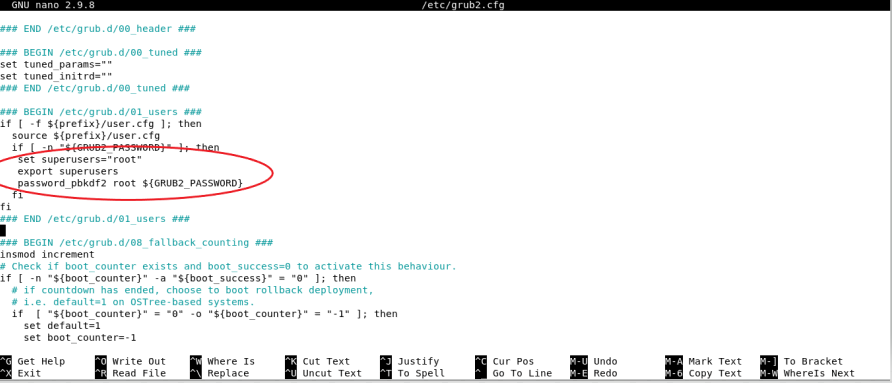 GNU nano 2.9.8 /etc/grub2.cfg
### END /etc/grub.d/00_header ###
### BEGIN /etc/grub.d/00_tuned ###
set tuned_params=""
set tuned_initrd=""
### END /etc/grub.d/00_tuned ###
### BEGIN /etc/grub.d/01_users ###
if [ -f ${prefix}/user.cfg ]; then
  source ${prefix}/user.cfg
  if [ -n "${GRUB2_PASSWORD}" ]; then
   set superusers="root"
   export superusers
   password_pbkdf2 root ${GRUB2_PASSWORD}
  fi
fi
### END /etc/grub.d/01_users ###
### BEGIN /etc/grub.d/08_fallback_counting ###
insmod increment
# Check if boot_counter exists and boot_success=0 to activate this behaviour.
if [ -n "${boot_counter}" -a "${boot_success}" = "0" ]; then
  # if countdown has ended, choose to boot rollback deployment,
  # i.e. default=1 on OSTree-based systems.
  if  [ "${boot_counter}" = "0" -o "${boot_counter}" = "-1" ]; then
    set default=1
    set boot_counter=-1
^G Get Help ^O Write Out ^W Where Is ^K Cut Text ^J Justify ^C Cur Pos M-U Undo M-A Mark Text M-] To Bracket
^X Exit ^R Read File ^\ Replace ^U Uncut Text ^T To Spell ^_ Go To Line M-E Redo M-6 Copy Text M-W WhereIs Next